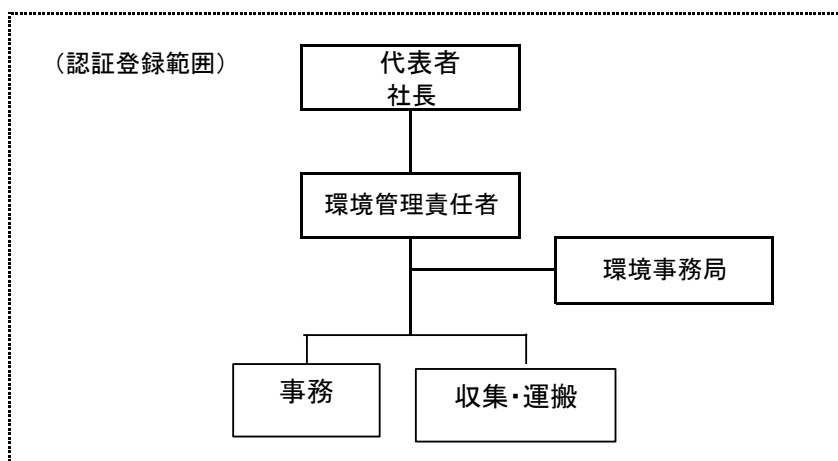 （認証登録範囲）
代表者
社長
環境管理責任者
環境事務局
事務
収集・運搬